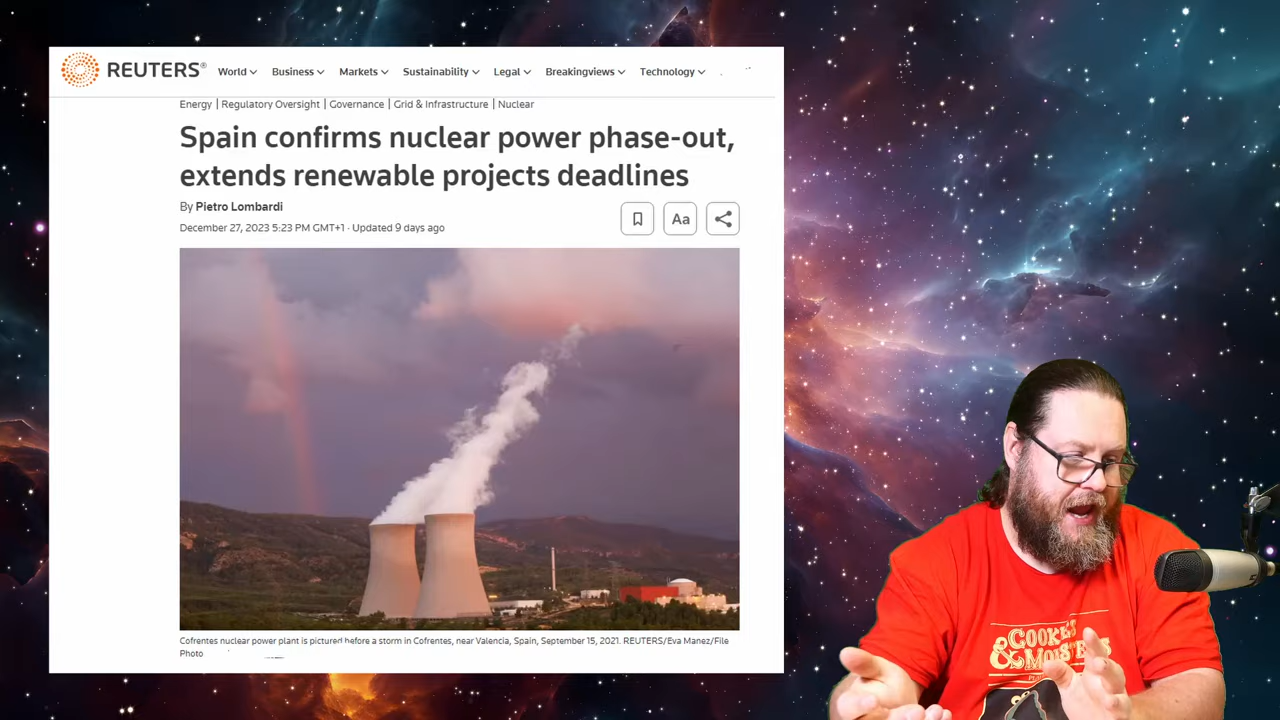 REUTERS®
World Business Markets Sustainability Legal Breakingviews Technology
Energy | Regulatory Oversight | Governance | Grid & Infrastructure | Nuclear
Spain confirms nuclear power phase-out,
extends renewable projects deadlines
By Pietro Lombardi
Aa
December 27, 2023 5:23 PM GMT+1 · Updated 9 days ago
Cofrentes nuclear power plant is pictured before a storm in Cofrentes, near Valencia, Spain, September 15, 2021. REUTERS/Eva Manez/File
Photo
COOKIES
&